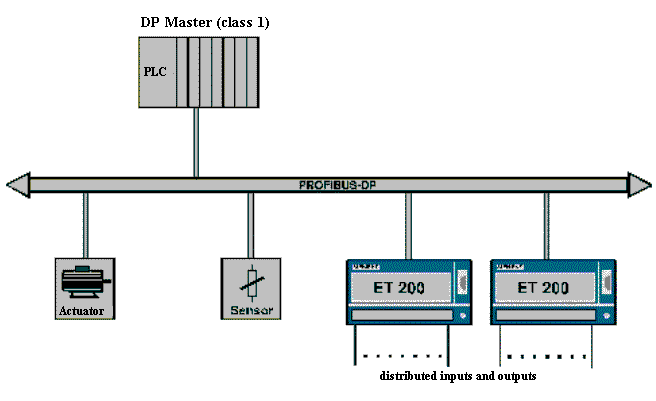 DP Master (class 1)
PLC
PROFIBUS-DP
Actuator
Sensor
ET 200
ET 200
distributed inputs and outputs